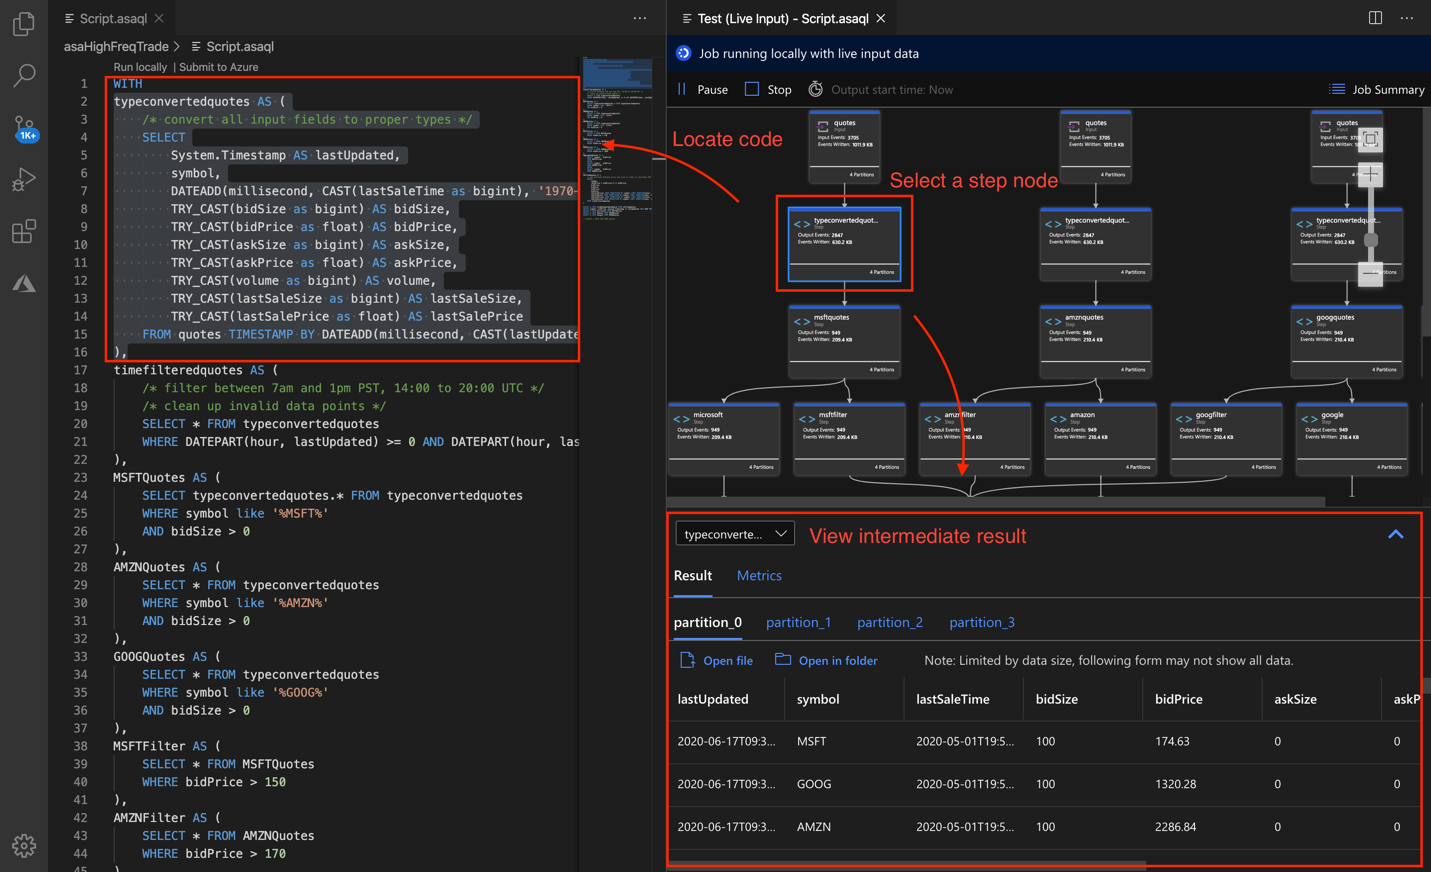 Script.asaql
Test (Live Input) - Script.asaql
asaHighFreqTrade > Script.asaql
Job running locally with live input data
1K+
Run locally | Submit to Azure
Pause
Stop
Output start time: Now
Job Summary
1 WITH
2 typeconvertedquotes AS (
3 /* convert all input fields to proper types */
4 SELECT
5 System.Timestamp AS lastUpdated,
6 symbol,
7 DATEADD(millisecond, CAST(lastSaleTime as bigint), '1970-
8 TRY_CAST(bidSize as bigint) AS bidSize,
9 TRY_CAST(bidPrice as float) AS bidPrice,
10 TRY_CAST(askSize as bigint) AS askSize,
11 TRY_CAST(askPrice as float) AS askPrice,
12 TRY_CAST(volume as bigint) AS volume,
13 TRY_CAST(lastSaleSize as bigint) AS lastSaleSize,
14 TRY_CAST(lastSalePrice as float) AS lastSalePrice
15 FROM quotes TIMESTAMP BY DATEADD(millisecond, CAST(lastUpdate
16 ),
17 timefilteredquotes AS (
18 /* filter between 7am and 1pm PST, 14:00 to 20:00 UTC */
19 /* clean up invalid data points */
20 SELECT * FROM typeconvertedquotes
21 WHERE DATEPART(hour, lastUpdated) >= 0 AND DATEPART(hour, las
22 ),
23 MSFTQuotes AS (
24 SELECT typeconvertedquotes.* FROM typeconvertedquotes
25 WHERE symbol like '%MSFT%'
26 AND bidSize > 0
27 ),
28 AMZNQuotes AS (
29 SELECT * FROM typeconvertedquotes
30 WHERE symbol like '%AMZN%'
31 AND bidSize > 0
32 ),
33 GOOGQuotes AS (
34 SELECT * FROM typeconvertedquotes
35 WHERE symbol like '%GOOG%'
36 AND bidSize > 0
37 ),
38 MSFTFilter AS (
39 SELECT * FROM MSFTQuotes
40 WHERE bidPrice > 150
41 ),
42 AMZNFilter AS (
43 SELECT * FROM AMZNQuotes
44 WHERE bidPrice > 170
45 )
Locate code
Select a step node
quotes
Input
Input Events: 3705
Events Written: 1011.9 KB
4 Partitions
quotes
Input
Input Events: 3705
Events Written: 1011.9 KB
4 Partitions
quotes
Input
Input Events: 3705
4 Partitions
typeconvertedquot...
Step
Output Events: 2847
Events Written: 630.2 KB
4 Partitions
typeconvertedquot...
Step
Output Events: 2847
Events Written: 630.2 KB
4 Partitions
typeconvertedquot...
Step
Output Events: 2847
Events Written: 630.2 KB
msftquotes
Step
Output Events: 949
Events Written: 209.4 KB
4 Partitions
amznquotes
Step
Output Events: 949
Events Written: 210.4 KB
4 Partitions
googquotes
Step
Output Events: 949
Events Written: 210.4 KB
4 Partitions
microsoft
Step
Output Events: 949
Events Written: 209.4 KB
4 Partitions
msftfilter
Step
Output Events: 949
Events Written: 209.4 KB
4 Partitions
amznfilter
Step
Output Events: 949
Events Written: 210.4 KB
4 Partitions
amazon
Step
Output Events: 949
Events Written: 210.4 KB
4 Partitions
googfilter
Step
Output Events: 949
Events Written: 210.4 KB
4 Partitions
google
Step
Output Events: 949
Events Written: 210.4 KB
4 Partitions
typeconverte...
View intermediate result
Result Metrics
partition_0 partition_1 partition_2 partition_3
Open file Open in folder Note: Limited by data size, following form may not show all data.
lastUpdated symbol lastSaleTime bidSize bidPrice askSize askP
2020-06-17T09:3... MSFT 2020-05-01T19:5... 100 174.63 0 0
2020-06-17T09:3... GOOG 2020-05-01T19:5... 100 1320.28 0 0
2020-06-17T09:3... AMZN 2020-05-01T19:5... 100 2286.84 0 0